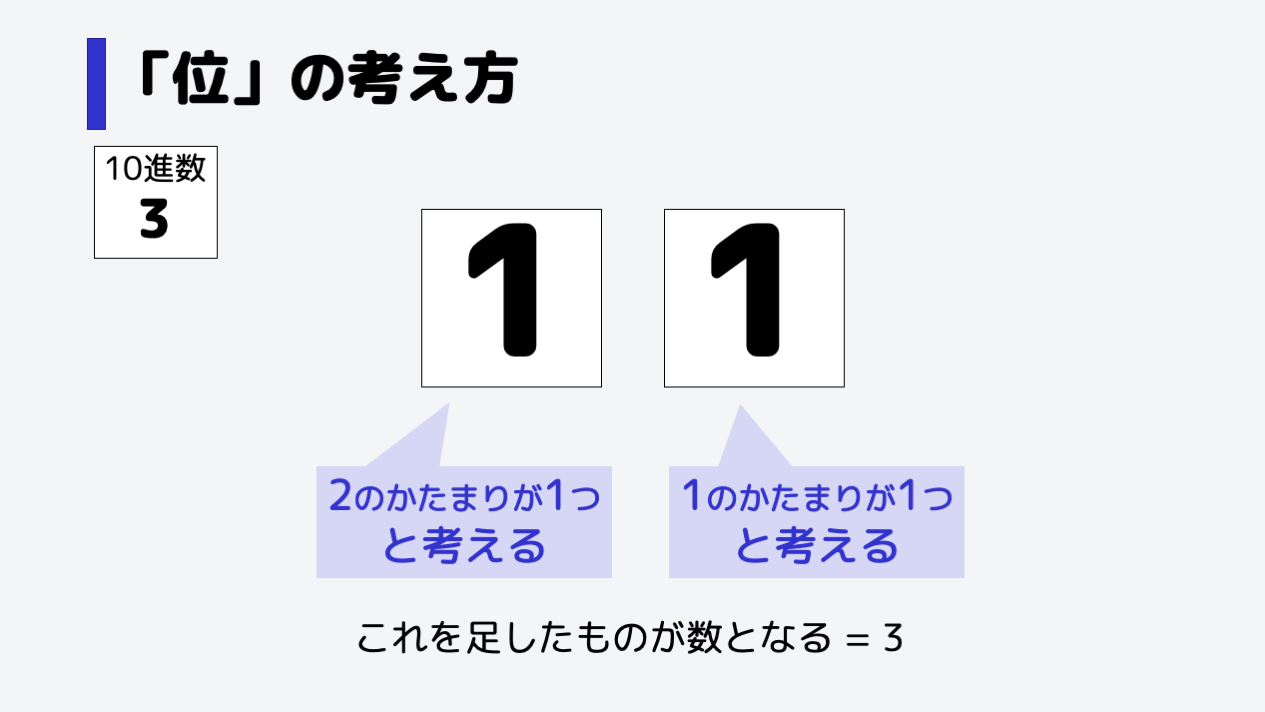 「位」の考え方
10進数
3
1 1
2のかたまりが1つ
と考える
1のかたまりが1つ
と考える
これを足したものが数となる = 3